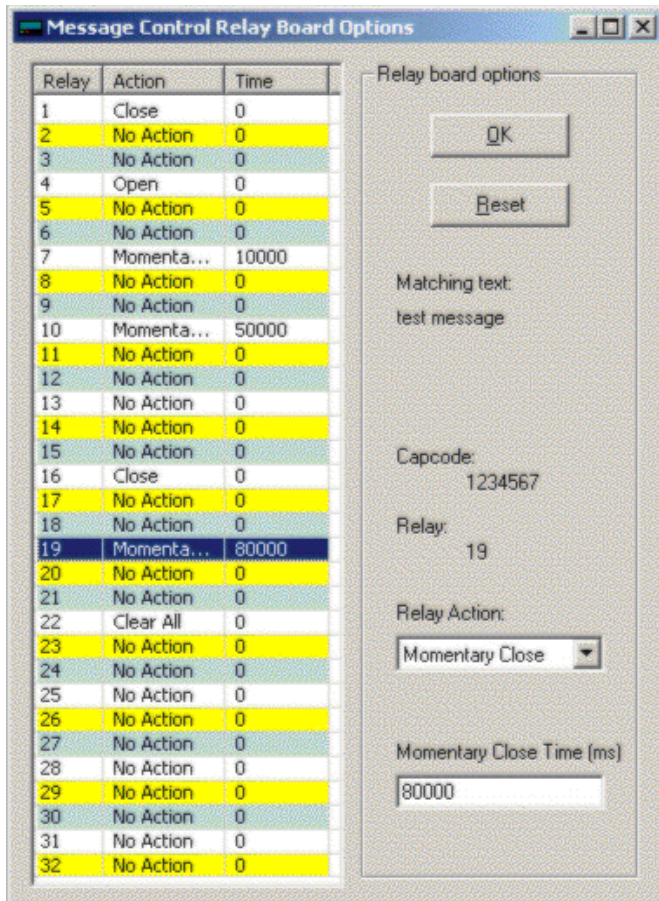 Message Control Relay Board Options
Relay Action Time
1 Close 0
2 No Action 0
3 No Action 0
4 Open 0
5 No Action 0
6 No Action 0
7 Momenta... 10000
8 No Action 0
9 No Action 0
10 Momenta... 50000
11 No Action 0
12 No Action 0
13 No Action 0
14 No Action 0
15 No Action 0
16 Close 0
17 No Action 0
18 No Action 0
19 Momenta... 80000
20 No Action 0
21 No Action 0
22 Clear All 0
23 No Action 0
24 No Action 0
25 No Action 0
26 No Action 0
27 No Action 0
28 No Action 0
29 No Action 0
30 No Action 0
31 No Action 0
32 No Action 0
Relay board options
OK
Reset
Matching text:
test message
Capcode:
1234567
Relay:
19
Relay Action:
Momentary Close
Momentary Close Time (ms)
80000